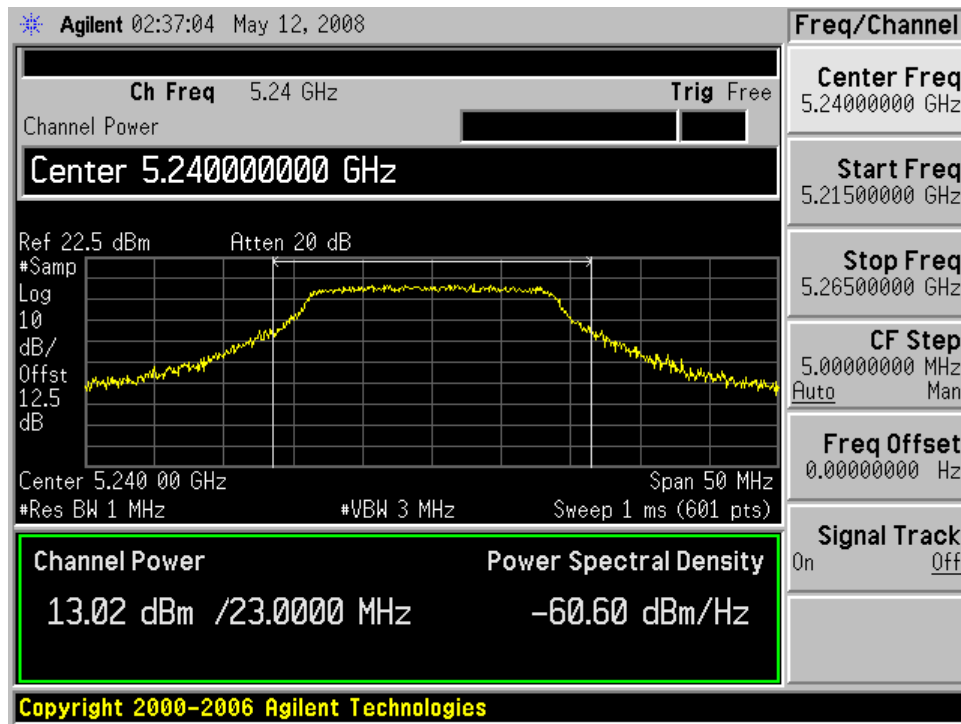 Agilent 02:37:04 May 12, 2008
Freq/Channel
Ch Freq 5.24 GHz Trig Free
Channel Power
Center 5.240000000 GHz
Ref 22.5 dBm Atten 20 dB
#Samp
Log
10
dB/
Offst
12.5
dB
Center 5.240 00 GHz Span 50 MHz
#Res BW 1 MHz #VBW 3 MHz Sweep 1 ms (601 pts)
Channel Power Power Spectral Density
13.02 dBm /23.0000 MHz -60.60 dBm/Hz
Copyright 2000-2006 Agilent Technologies
Center Freq
5.24000000 GHz
Start Freq
5.21500000 GHz
Stop Freq
5.26500000 GHz
CF Step
5.00000000 MHz
Auto Man
Freq Offset
0.00000000 Hz
Signal Track
On Off